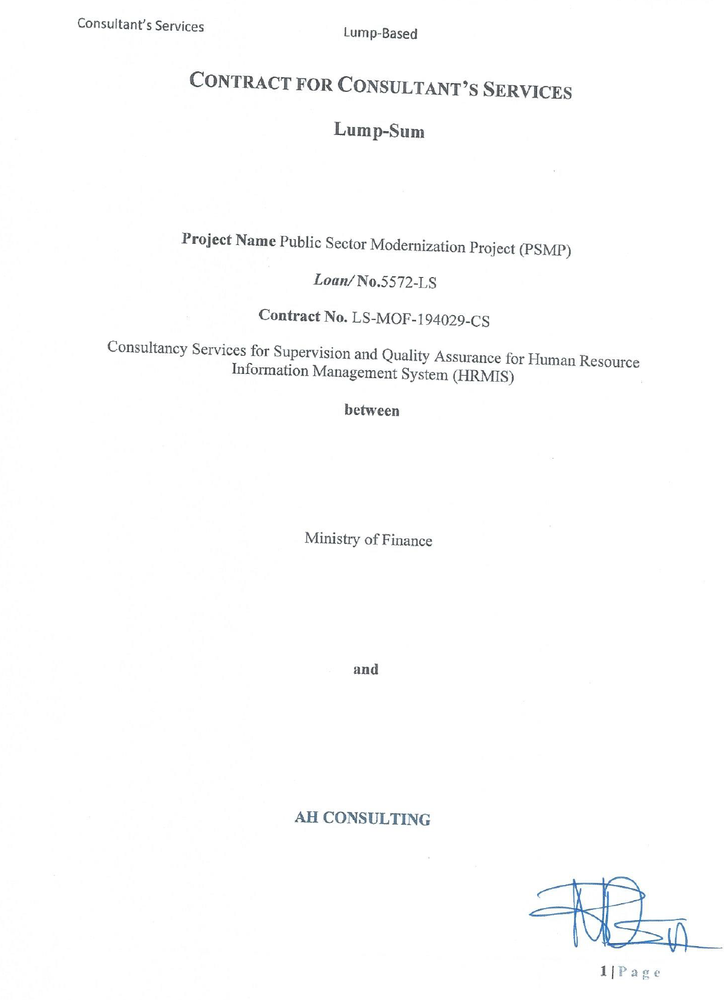 Consultant's Services Lump-Based
CONTRACT FOR CONSULTANT'S SERVICES
Lump-Sum
Project Name Public Sector Modernization Project (PSMP)
Loan/ No.5572-LS
Contract No. LS-MOF-194029-CS
Consultancy Services for Supervision and Quality Assurance for Human Resource
Information Management System (HRMIS)
between
Ministry of Finance
and
AH CONSULTING
1|Page